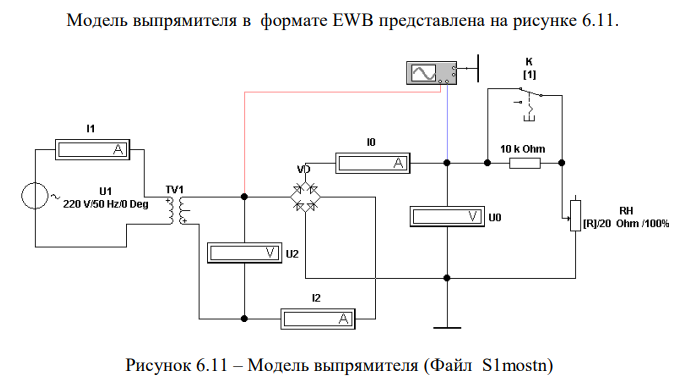 Модель выпрямителя в формате EWB представлена на рисунке 6.11.
K
[1]
I1
A
I0
A
10 k Ohm
U1
220 V/50 Hz/0 Deg
TV1
VD
V
U0
RH
[R]/20 Ohm /100%
V
U2
I2
A
Рисунок 6.11 – Модель выпрямителя (Файл S1mostn)